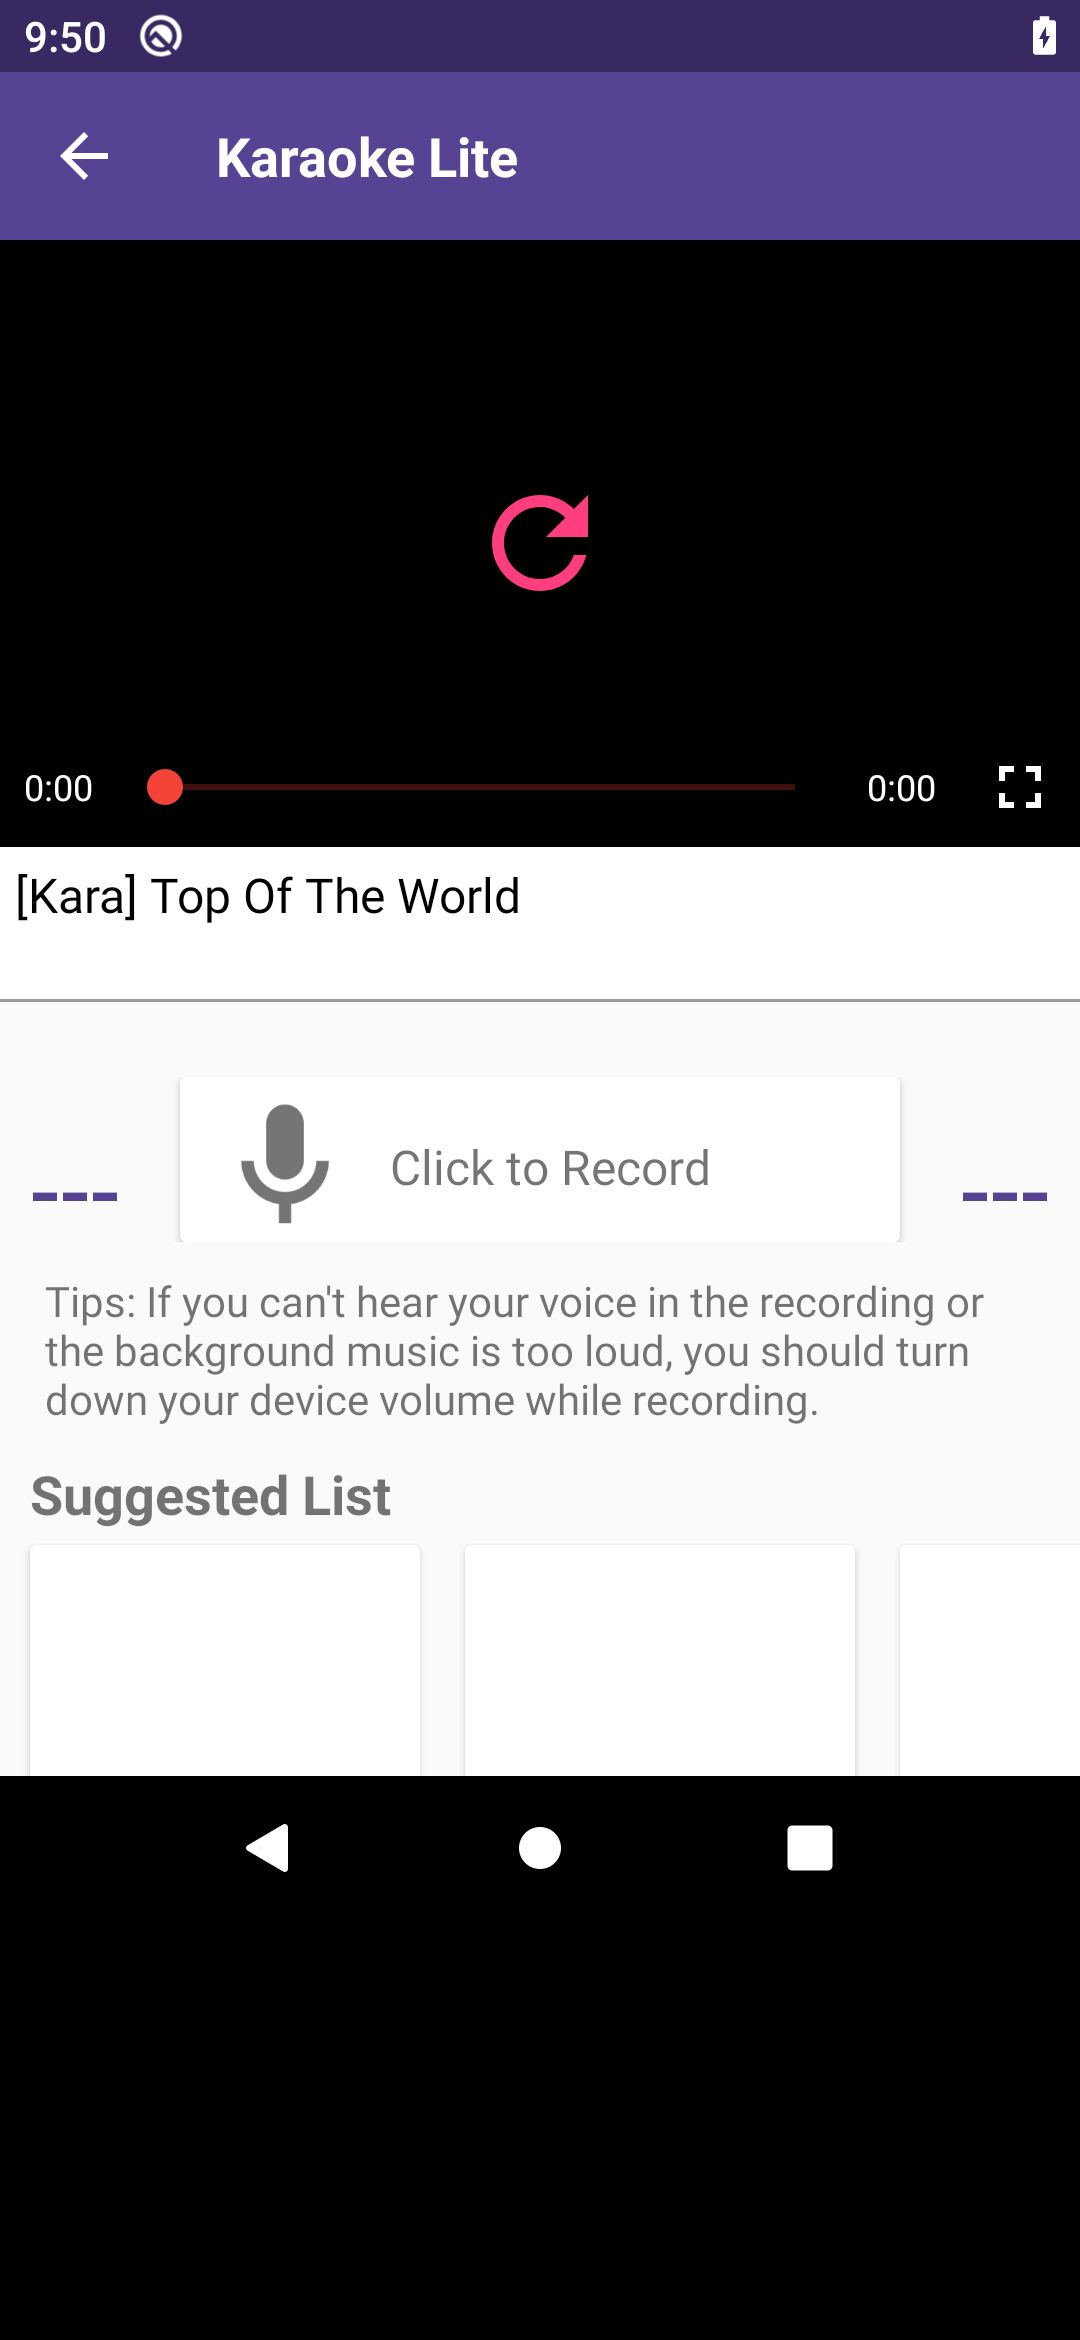 9:50
Karaoke Lite
0:00
0:00
[Kara] Top Of The World
---
Click to Record
---
Tips: If you can't hear your voice in the recording or
the background music is too loud, you should turn
down your device volume while recording.
Suggested List